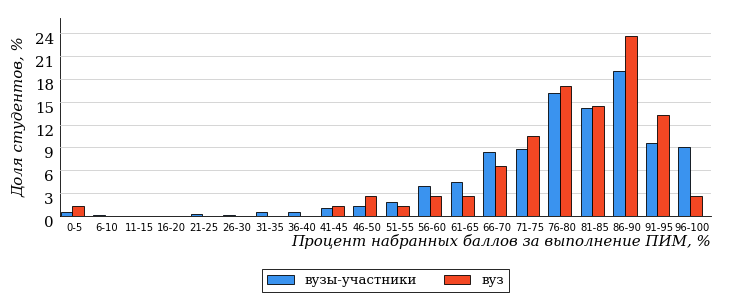 Доля студентов, %
24
21
18
15
12
9
6
3
0
0-5 6-10 11-15 16-20 21-25 26-30 31-35 36-40 41-45 46-50 51-55 56-60 61-65 66-70 71-75 76-80 81-85 86-90 91-95 96-100
Процент набранных баллов за выполнение ПИМ, %
вузы-участники вуз